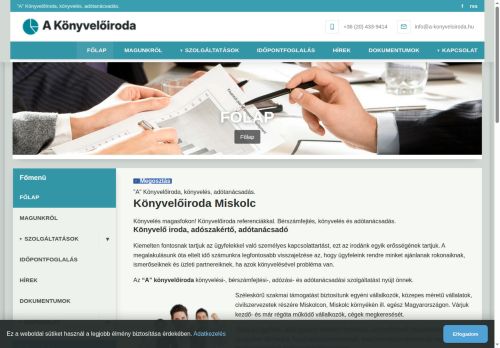 "A" Könyvelőiroda, könyvelés, adótanácsadás.
f rss
A Könyvelőiroda
+36 (20) 433-9414
info@a-konyveloiroda.hu
FŐLAP MAGUNKRÓL SZOLGÁLTATÁSOK IDŐPONTFOGLALÁS HÍREK DOKUMENTUMOK KAPCSOLAT
FŐLAP
Főlap
Főmenü
FŐLAP
MAGUNKRÓL
SZOLGÁLTATÁSOK
IDŐPONTFOGLALÁS
HÍREK
DOKUMENTUMOK
Megosztás
"A" Könyvelőiroda, könyvelés, adótanácsadás.
Könyvelőiroda Miskolc
Könyvelés magasfokon! Könyvelőiroda referenciákkal. Bérszámfejtés, könyvelés és adótanácsadás.
Könyvelő iroda, adószakértő, adótanácsadó
Kiemelten fontosnak tartjuk az ügyfelekkel való személyes kapcsolattartást, ezt az irodánk egyik erősségének tartjuk. A
megalakulásunk óta eltelt idő számunkra legfontosabb visszajelzése az, hogy ügyfeleink rendre minket ajánlanak rokonaiknak,
ismerőseiknek és üzleti partnereiknek, ha azok könyvelésével probléma van.
Az "A" könyvelőiroda könyvelési-, bérszámfejtési-, adózási- és adótanácsadási szolgáltatást nyújt önnek.
Széleskörű szakmai támogatást biztosítunk egyéni vállalkozók, közepes méretű vállalatok,
civilszervezetek részére Miskolcon, Miskolc környékén ill. egész Magyarországon. Várjuk
kezdő- és már régóta működő vállalkozók, cégek megkeresését.
Ez a weboldal sütiket használ a legjobb élmény biztosítása érdekében. Adatkezelés
Elfogadom